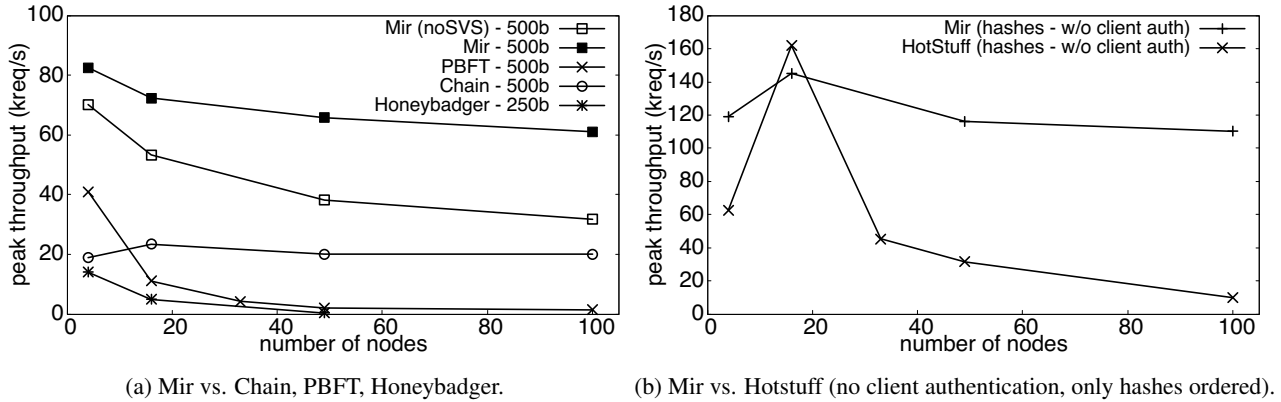 peak throughput (kreq/s)
100
80
60
40
20
0
Mir (noSVS) - 500b
Mir - 500b
PBFT - 500b
Chain - 500b
Honeybadger - 250b
0 20 40 60 80 100
number of nodes
(a) Mir vs. Chain, PBFT, Honeybadger.
peak throughput (kreq/s)
180
160
140
120
100
80
60
40
20
0
Mir (hashes - w/o client auth)
HotStuff (hashes - w/o client auth)
0 20 40 60 80 100
number of nodes
(b) Mir vs. Hotstuff (no client authentication, only hashes ordered).